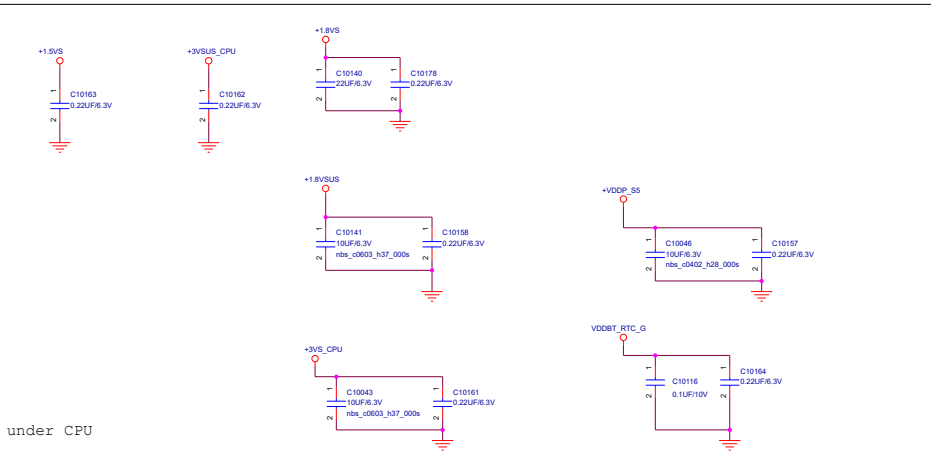 +1.8VS
+1.5VS
+3VSUS_CPU
1
C10163
0.22UF/6.3V
2
1
C10162
0.22UF/6.3V
2
1
C10140
22UF/6.3V
2
1
C10178
0.22UF/6.3V
2
+1.8VSUS
1
C10141
10UF/6.3V
nbs_c0603_h37_000s
2
1
C10158
0.22UF/6.3V
2
+VDDP_S5
1
C10046
10UF/6.3V
nbs_c0402_h28_000s
2
1
C10157
0.22UF/6.3V
2
+3VS_CPU
1
C10043
10UF/6.3V
nbs_c0603_h37_000s
2
1
C10161
0.22UF/6.3V
2
VDDBT_RTC_G
1
C10116
0.1UF/10V
2
1
C10164
0.22UF/6.3V
2
under CPU